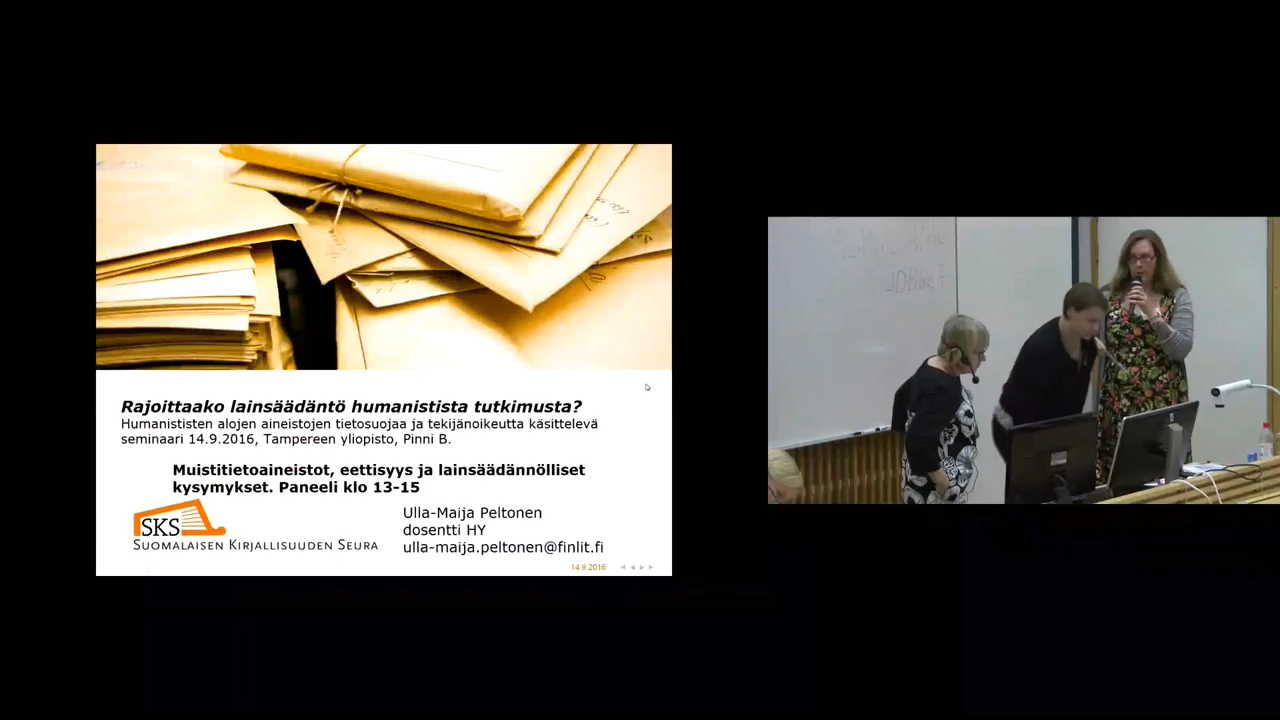 Rajoittaako lainsäädäntö humanistista tutkimusta?
Humanististen alojen aineistojen tietosuojaa ja tekijänoikeutta käsittelevä
seminaari 14.9.2016, Tampereen yliopisto, Pinni B.
Muistitietoaineistot, eettisyys ja lainsäädännölliset
kysymykset. Paneeli klo 13-15
SKS
SUOMALAISEN KIRJALLISUUDEN SEURA
Ulla-Maija Peltonen
dosentti HY
ulla-maija.peltonen@finlit.fi
14.9.2016